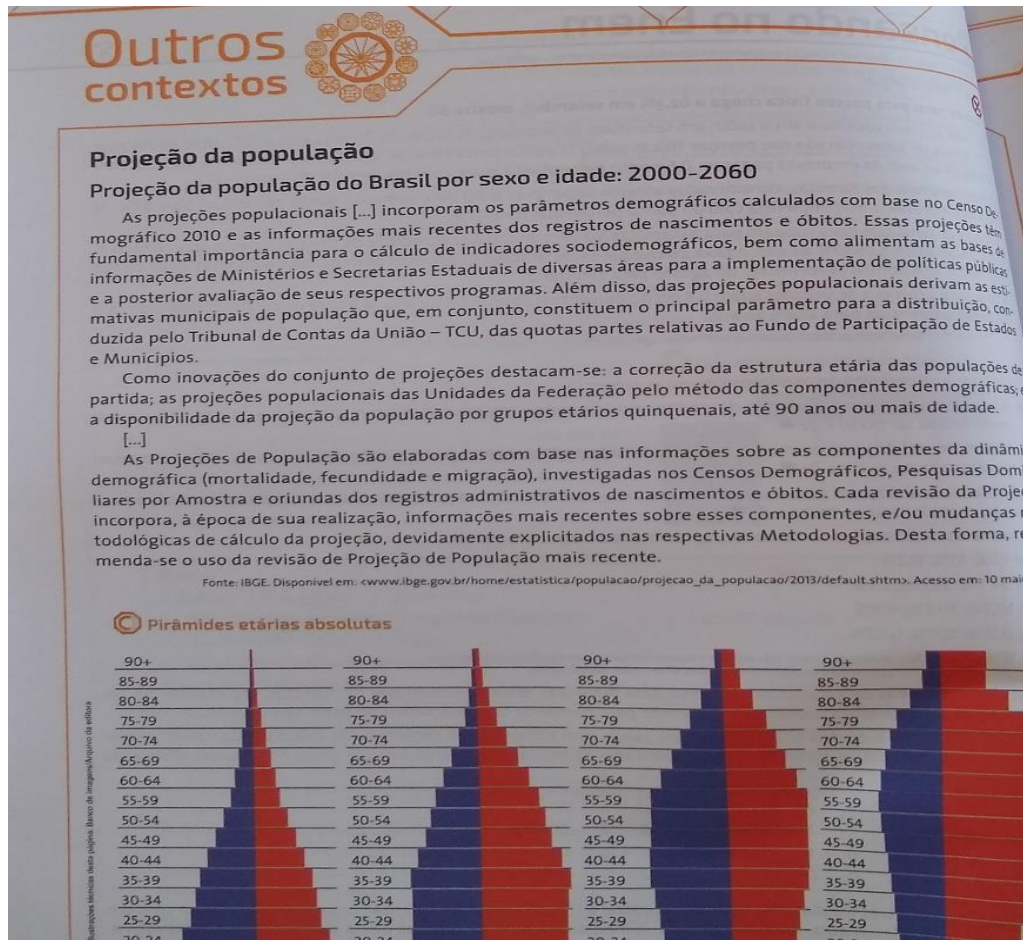 Outros
contextos
Projeção da população
Projeção da população do Brasil por sexo e idade: 2000-2060
As projeções populacionais [...] incorporam os parâmetros demográficos calculados com base no Censo De-
mográfico 2010 e as informações mais recentes dos registros de nascimentos e óbitos. Essas projeções têm
fundamental importância para o cálculo de indicadores sociodemográficos, bem como alimentam as bases de
informações de Ministérios e Secretarias Estaduais de diversas áreas para a implementação de políticas públicas
e a posterior avaliação de seus respectivos programas. Além disso, das projeções populacionais derivam as esti-
mativas municipais de população que, em conjunto, constituem o principal parâmetro para a distribuição, con-
duzida pelo Tribunal de Contas da União – TCU, das quotas partes relativas ao Fundo de Participação de Estados
e Municípios.
Como inovações do conjunto de projeções destacam-se: a correção da estrutura etária das populações de
partida; as projeções populacionais das Unidades da Federação pelo método das componentes demográficas; e
a disponibilidade da projeção da população por grupos etários quinquenais, até 90 anos ou mais de idade.
[...]
As Projeções de População são elaboradas com base nas informações sobre as componentes da dinâmi
demográfica (mortalidade, fecundidade e migração), investigadas nos Censos Demográficos, Pesquisas Domi
liares por Amostra e oriundas dos registros administrativos de nascimentos e óbitos. Cada revisão da Proje
incorpora, à época de sua realização, informações mais recentes sobre esses componentes, e/ou mudanças
todológicas de cálculo da projeção, devidamente explicitados nas respectivas Metodologias. Desta forma, re
menda-se o uso da revisão de Projeção de População mais recente.
Fonte: IBGE. Disponível em: <www.ibge.gov.br/home/estatistica/populacao/projecao_da_populacao/2013/default.shtm>. Acesso em: 10 mai
Pirâmides etárias absolutas
90+ 90+ 90+ 90+
85-89 85-89 85-89 85-89
80-84 80-84 80-84 80-84
75-79 75-79 75-79 75-79
70-74 70-74 70-74 70-74
65-69 65-69 65-69 65-69
60-64 60-64 60-64 60-64
55-59 55-59 55-59 55-59
50-54 50-54 50-54 50-54
45-49 45-49 45-49 45-49
40-44 40-44 40-44 40-44
35-39 35-39 35-39 35-39
30-34 30-34 30-34 30-34
25-29 25-29 25-29 25-29
Ilustrações técnicas desta página: Banco de imagens/Arquivo da editora